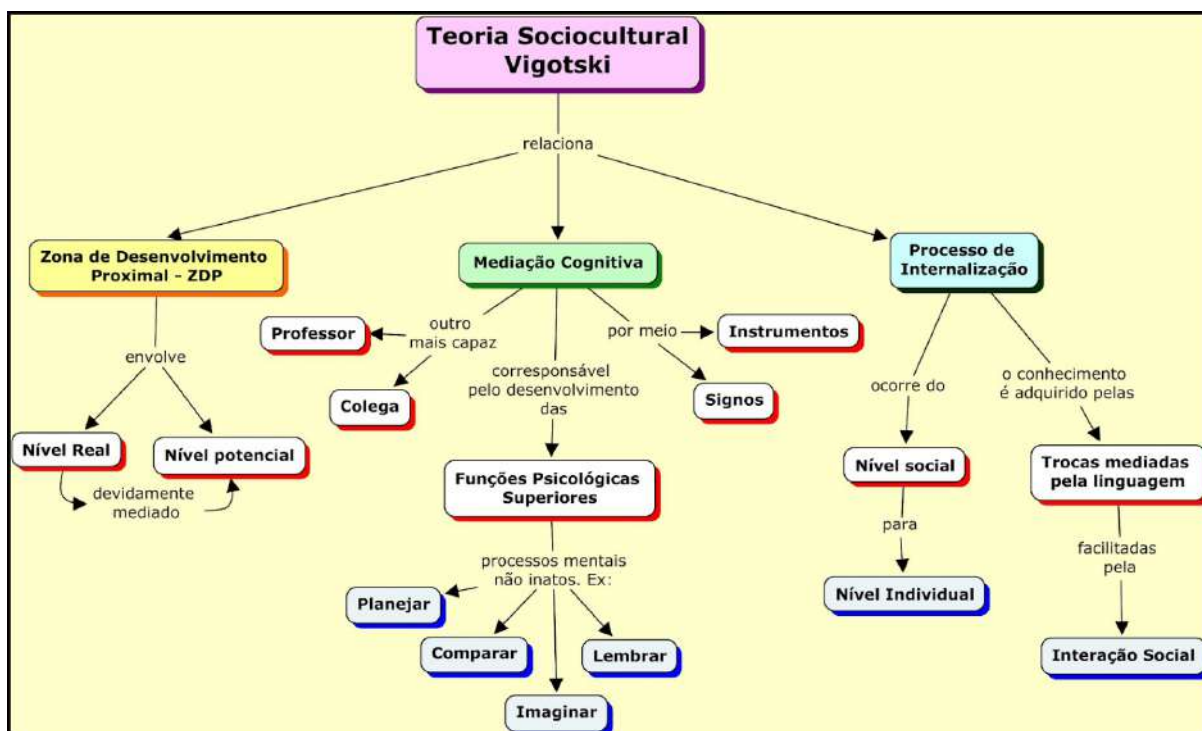 Teoria Sociocultural
Vigotski
relaciona
Zona de Desenvolvimento
Proximal - ZDP
envolve
Nível Real
Nível potencial
devidamente
mediado
Mediação Cognitiva
outro
mais capaz
Professor
Colega
corresponsável
pelo desenvolvimento
das
Funções Psicológicas
Superiores
processos mentais
não inatos. Ex:
Planejar
Comparar
Imaginar
Lembrar
por meio
Instrumentos
Signos
Processo de
Internalização
ocorre do
Nível social
para
Nível Individual
o conhecimento
é adquirido pelas
Trocas mediadas
pela linguagem
facilitadas
pela
Interação Social